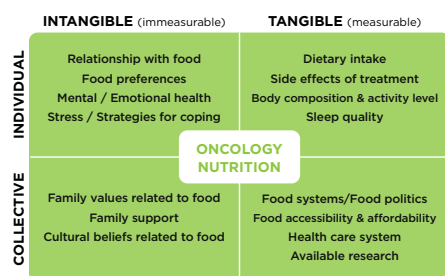 INTANGIBLE (immeasurable)
TANGIBLE (measurable)
INDIVIDUAL
Relationship with food
Food preferences
Mental / Emotional health
Stress / Strategies for coping
Dietary intake
Side effects of treatment
Body composition & activity level
Sleep quality
ONCOLOGY
NUTRITION
COLLECTIVE
Family values related to food
Family support
Cultural beliefs related to food
Food systems/Food politics
Food accessibility & affordability
Health care system
Available research